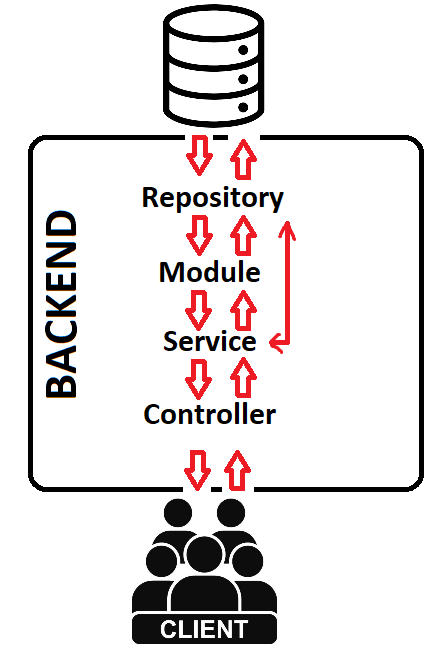 Repository
BACKEND
Module
Service
Controller
CLIENT